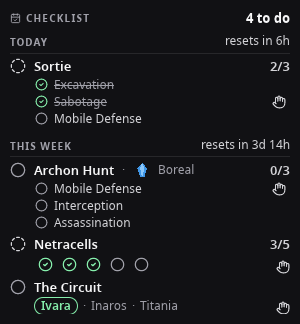 CHECKLIST 4 to do
TODAY resets in 6h
Sortie 2/3
Excavation
Sabotage
Mobile Defense
THIS WEEK resets in 3d 14h
Archon Hunt · Boreal 0/3
Mobile Defense
Interception
Assassination
Netracells 3/5
The Circuit
Ivara · Inaros · Titania